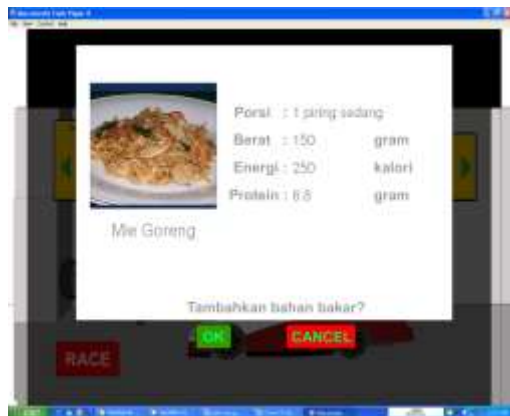 Porsi : 1 piring sedang
Berat : 150 gram
Energi : 250 kalori
Protein : 8.8 gram
Mie Goreng
Tambahkan bahan bakar?
OK CANCEL
RACE